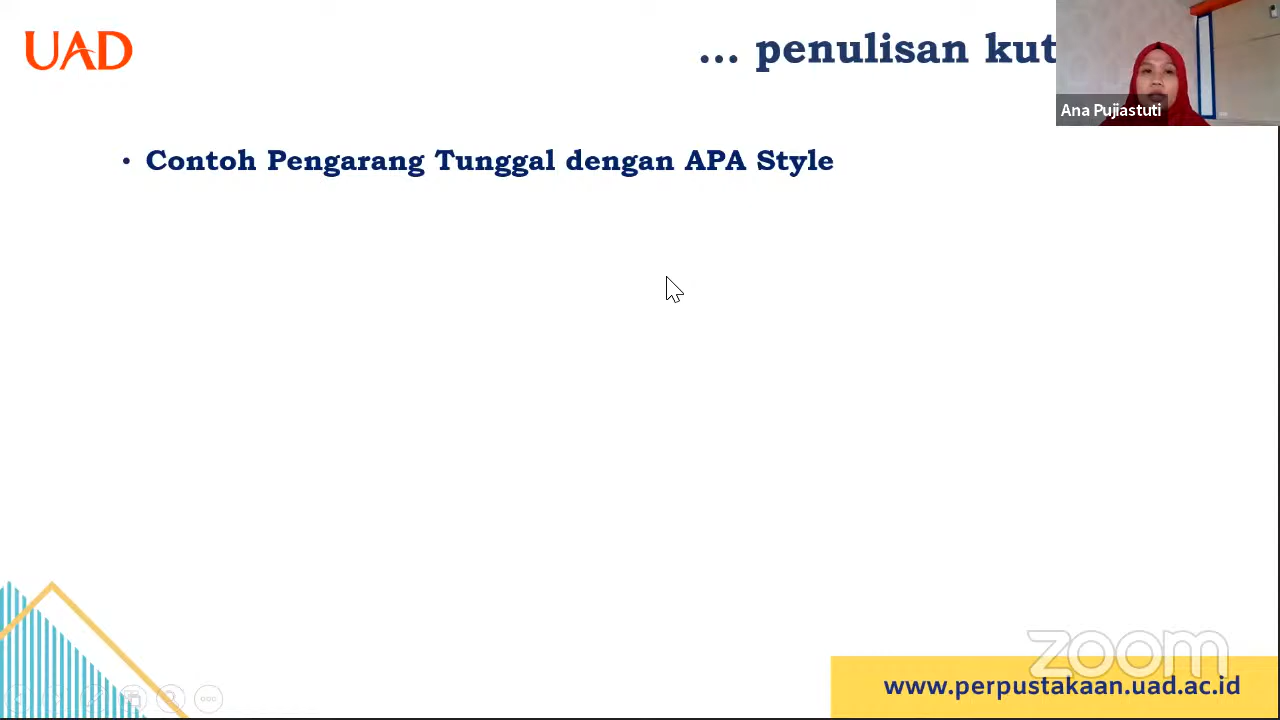 UAD
... penulisan kut
Ana Pujiastuti
• Contoh Pengarang Tunggal dengan APA Style
zoom
www.perpustakaan.uad.ac.id